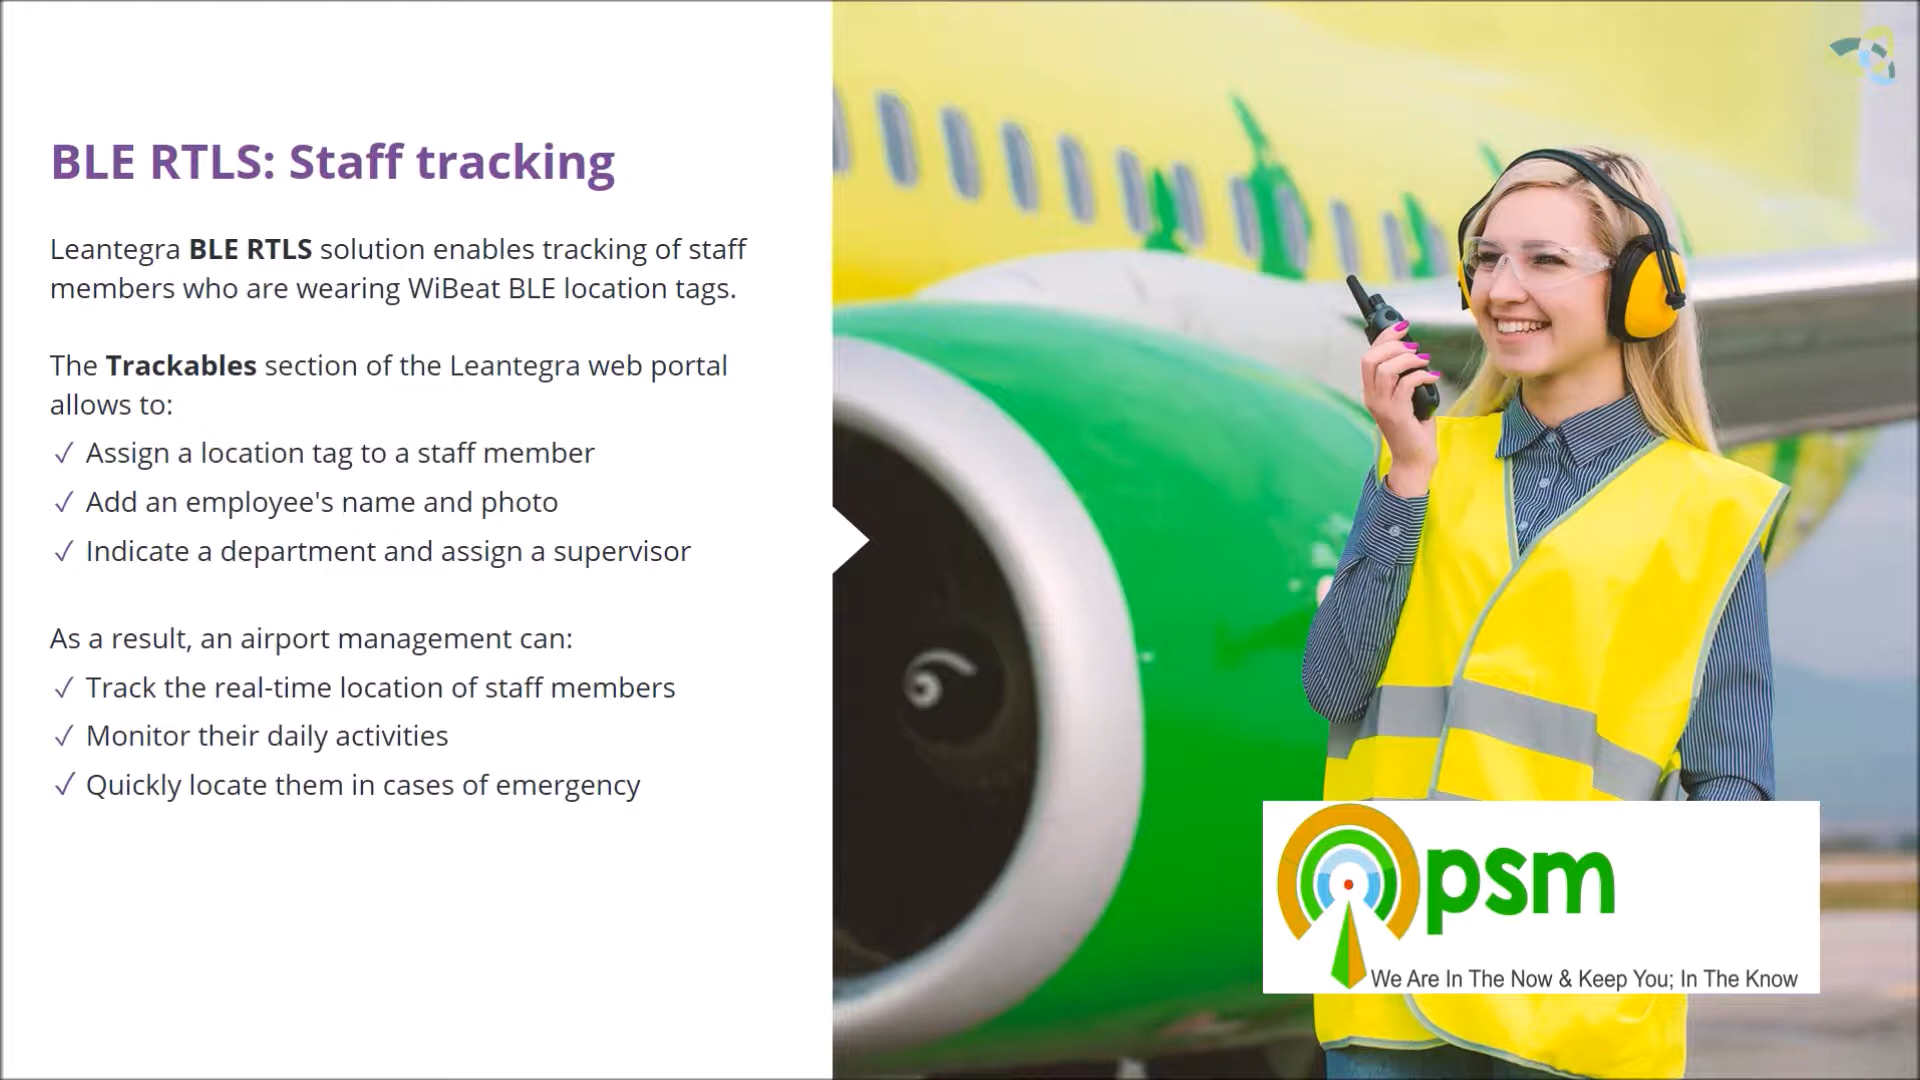 BLE RTLS: Staff tracking
Leantegra BLE RTLS solution enables tracking of staff
members who are wearing WiBeat BLE location tags.
The Trackables section of the Leantegra web portal
allows to:
✓ Assign a location tag to a staff member
✓ Add an employee's name and photo
✓ Indicate a department and assign a supervisor
As a result, an airport management can:
✓ Track the real-time location of staff members
✓ Monitor their daily activities
✓ Quickly locate them in cases of emergency
psm
We Are In The Now & Keep You; In The Know